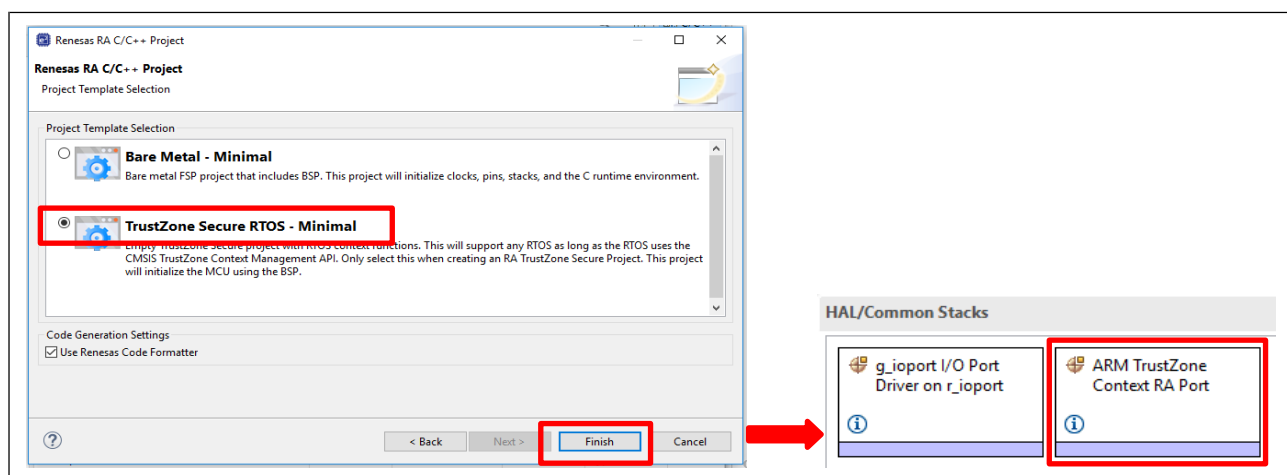 Renesas RA C/C++ Project
Renesas RA C/C++ Project
Project Template Selection
Project Template Selection
Bare Metal - Minimal
Bare metal FSP project that includes BSP. This project will initialize clocks, pins, stacks, and the C runtime environment.
TrustZone Secure RTOS - Minimal
Empty TrustZone Secure project with RTOS context functions. This will support any RTOS as long as the RTOS uses the
CMSIS TrustZone Context Management API. Only select this when creating an RA TrustZone Secure Project. This project
will initialize the MCU using the BSP.
Code Generation Settings
Use Renesas Code Formatter
?
< Back
Next >
Finish
Cancel
HAL/Common Stacks
g_ioport I/O Port
Driver on r_ioport
ARM TrustZone
Context RA Port